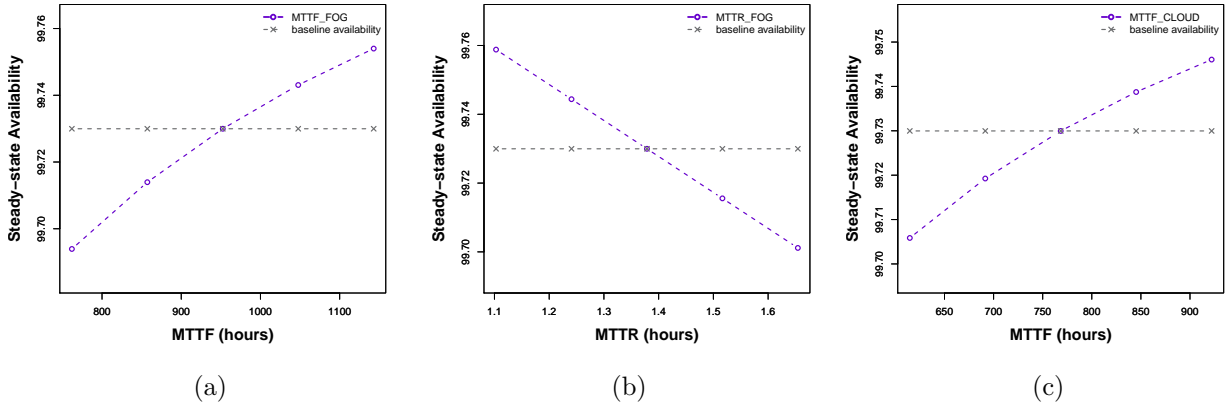 MTTF_FOG
baseline availability
Steady−state Availability
99.76
99.74
99.72
99.70
800 900 1000 1100
MTTF (hours)
(a)
MTTR_FOG
baseline availability
Steady−state Availability
99.76
99.74
99.72
99.70
1.1 1.2 1.3 1.4 1.5 1.6
MTTR (hours)
(b)
MTTF_CLOUD
baseline availability
Steady−state Availability
99.75
99.74
99.73
99.72
99.71
99.70
650 700 750 800 850 900
MTTF (hours)
(c)